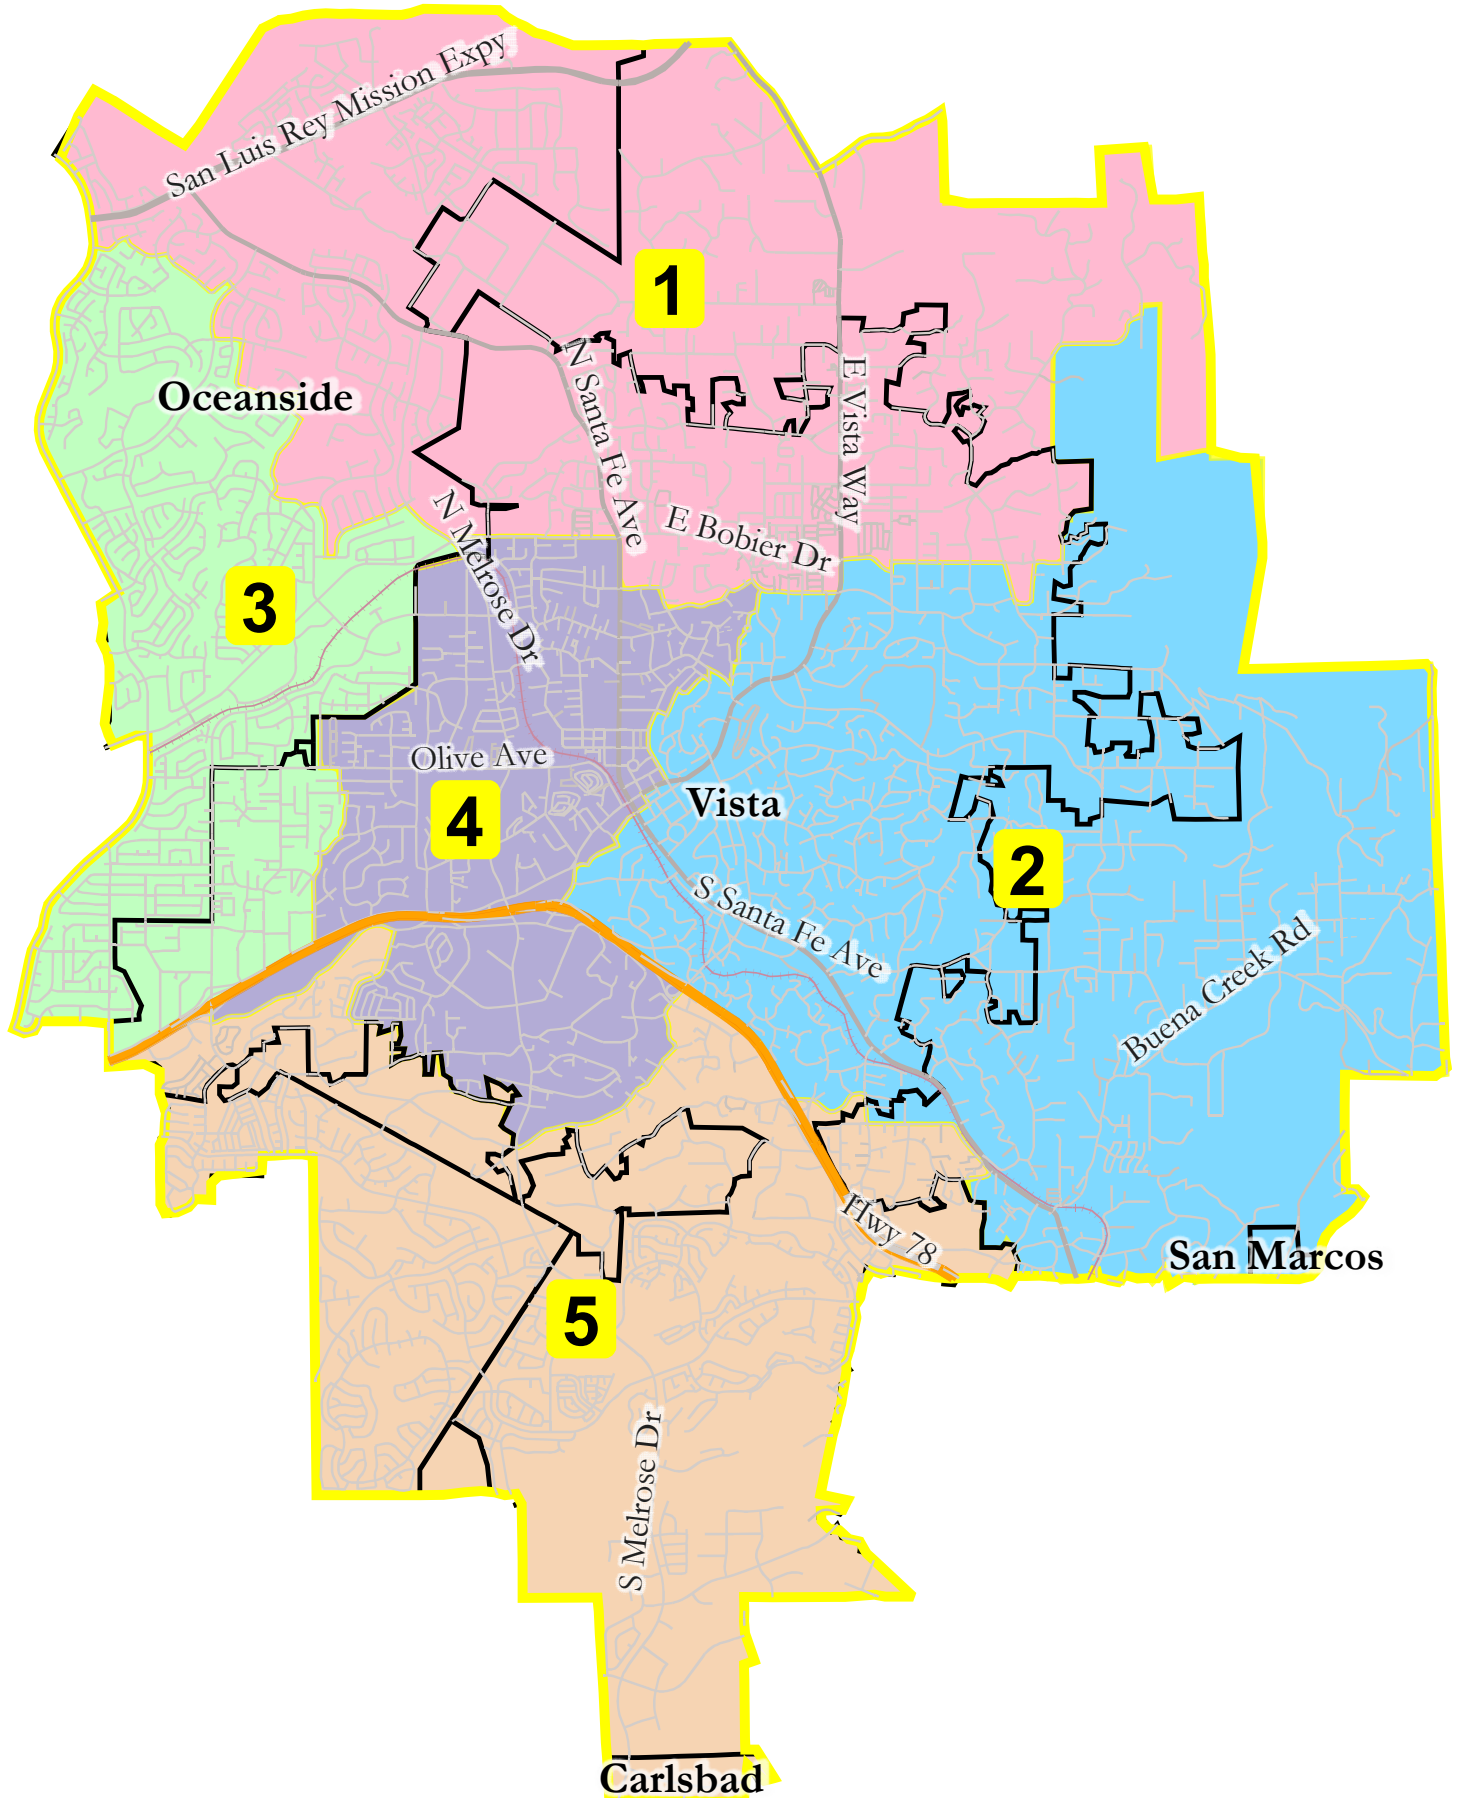 San Luis Rey Mission Expy
1
N Santa Fe Ave
E Vista Way
Oceanside
N Melrose Dr
E Bobier Dr
3
Olive Ave
4
Vista
2
S Santa Fe Ave
Buena Creek Rd
Hwy 78
San Marcos
5
S Melrose Dr
Carlsbad